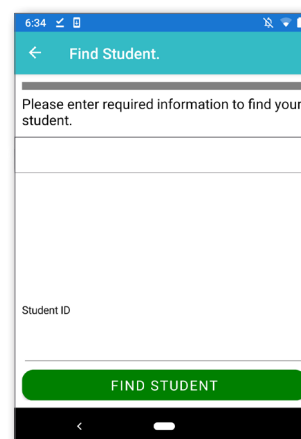 6:34
Find Student.
Please enter required information to find your
student.
Student ID
FIND STUDENT